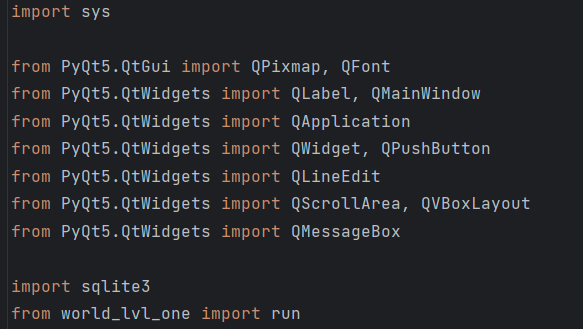 import sys
from PyQt5.QtGui import QPixmap, QFont
from PyQt5.QtWidgets import QLabel, QMainWindow
from PyQt5.QtWidgets import QApplication
from PyQt5.QtWidgets import QWidget, QPushButton
from PyQt5.QtWidgets import QLineEdit
from PyQt5.QtWidgets import QScrollArea, QVBoxLayout
from PyQt5.QtWidgets import QMessageBox
import sqlite3
from world_lvl_one import run